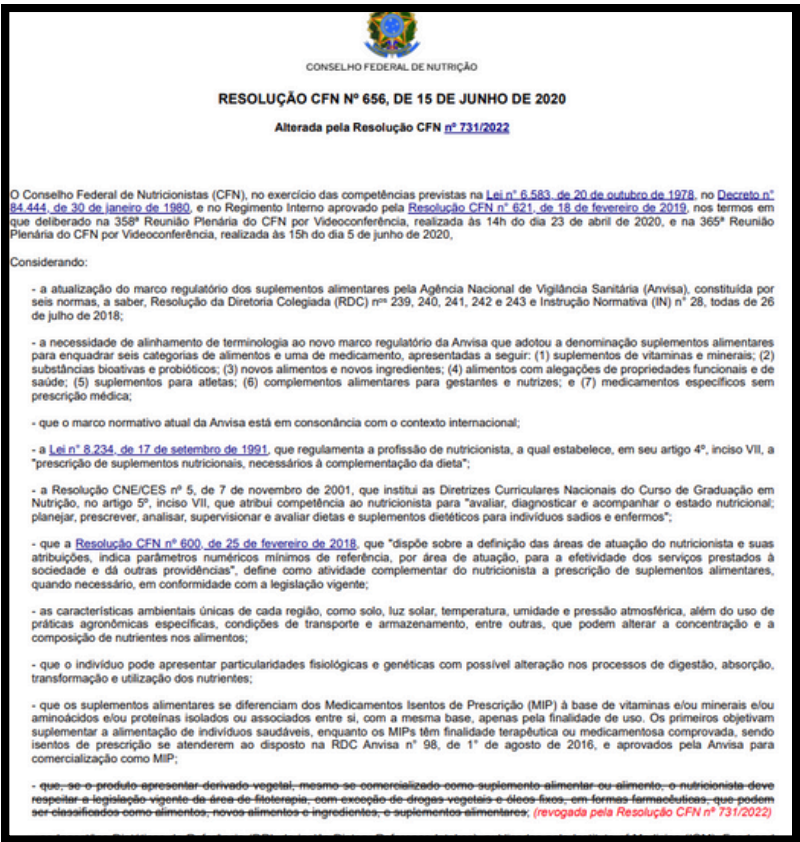 CONSELHO FEDERAL DE NUTRIÇÃO
RESOLUÇÃO CFN Nº 656, DE 15 DE JUNHO DE 2020
Alterada pela Resolução CFN nº 731/2022
O Conselho Federal de Nutricionistas (CFN), no exercício das competências previstas na Lei n° 6.583, de 20 de outubro de 1978, no Decreto n°
84.444, de 30 de janeiro de 1980, e no Regimento Interno aprovado pela Resolução CFN n° 621, de 18 de fevereiro de 2019, nos termos em
que deliberado na 358ª Reunião Plenária do CFN por Videoconferência, realizada às 14h do dia 23 de abril de 2020, e na 365ª Reunião
Plenária do CFN por Videoconferência, realizada às 15h do dia 5 de junho de 2020,
Considerando:
- a atualização do marco regulatório dos suplementos alimentares pela Agência Nacional de Vigilância Sanitária (Anvisa), constituída por
seis normas, a saber, Resolução da Diretoria Colegiada (RDC) nºs 239, 240, 241, 242 e 243 e Instrução Normativa (IN) n° 28, todas de 26
de julho de 2018;
- a necessidade de alinhamento de terminologia ao novo marco regulatório da Anvisa que adotou a denominação suplementos alimentares
para enquadrar seis categorias de alimentos e uma de medicamento, apresentadas a seguir: (1) suplementos de vitaminas e minerais; (2)
substâncias bioativas e probióticos; (3) novos alimentos e novos ingredientes; (4) alimentos com alegações de propriedades funcionais e de
saúde; (5) suplementos para atletas; (6) complementos alimentares para gestantes e nutrizes; e (7) medicamentos específicos sem
prescrição médica;
- que o marco normativo atual da Anvisa está em consonância com o contexto internacional;
- a Lei n° 8.234, de 17 de setembro de 1991, que regulamenta a profissão de nutricionista, a qual estabelece, em seu artigo 4º, inciso VII, a
"prescrição de suplementos nutricionais, necessários à complementação da dieta";
- a Resolução CNE/CES nº 5, de 7 de novembro de 2001, que institui as Diretrizes Curriculares Nacionais do Curso de Graduação em
Nutrição, no artigo 5º, inciso VII, que atribui competência ao nutricionista para "avaliar, diagnosticar e acompanhar o estado nutricional;
planejar, prescrever, analisar, supervisionar e avaliar dietas e suplementos dietéticos para indivíduos sadios e enfermos";
- que a Resolução CFN n° 600, de 25 de fevereiro de 2018, que "dispõe sobre a definição das áreas de atuação do nutricionista e suas
atribuições, indica parâmetros numéricos mínimos de referência, por área de atuação, para a efetividade dos serviços prestados à
sociedade e dá outras providências", define como atividade complementar do nutricionista a prescrição de suplementos alimentares,
quando necessário, em conformidade com a legislação vigente;
- as características ambientais únicas de cada região, como solo, luz solar, temperatura, umidade e pressão atmosférica, além do uso de
práticas agronômicas específicas, condições de transporte e armazenamento, entre outras, que podem alterar a concentração e a
composição de nutrientes nos alimentos;
- que o indivíduo pode apresentar particularidades fisiológicas e genéticas com possível alteração nos processos de digestão, absorção,
transformação e utilização dos nutrientes;
- que os suplementos alimentares se diferenciam dos Medicamentos Isentos de Prescrição (MIP) à base de vitaminas e/ou minerais e/ou
aminoácidos e/ou proteínas isolados ou associados entre si, com a mesma base, apenas pela finalidade de uso. Os primeiros objetivam
suplementar a alimentação de indivíduos saudáveis, enquanto os MIPs têm finalidade terapêutica ou medicamentosa comprovada, sendo
isentos de prescrição se atenderem ao disposto na RDC Anvisa n° 98, de 1° de agosto de 2016, e aprovados pela Anvisa para
comercialização como MIP;
- que, se o produto apresentar derivado vegetal, mesmo se comercializado como suplemento alimentar ou alimento, o nutricionista deve
respeitar a legislação vigente da área de fitoterapia, com exceção de drogas vegetais e óleos fixos, em formas farmacêuticas, que podem
ser classificados como alimentos, novos alimentos e ingredientes, e suplementos alimentares; (revogada pela Resolução CFN nº 731/2022)